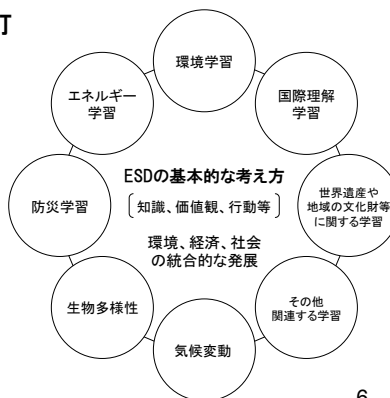 町
環境学習
エネルギー
学習
国際理解
学習
ESDの基本的な考え方
防災学習
知識、価値観、行動等
世界遺産や
地域の文化財等
に関する学習
環境、経済、社会
の統合的な発展
生物多様性
その他
関連する学習
気候変動
6